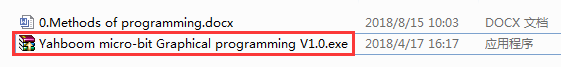 0.Methods of programming.docx 2018/8/15 10:03 DOCX 文档
Yahboom micro-bit Graphical programming V1.0.exe 2018/4/17 16:17 应用程序